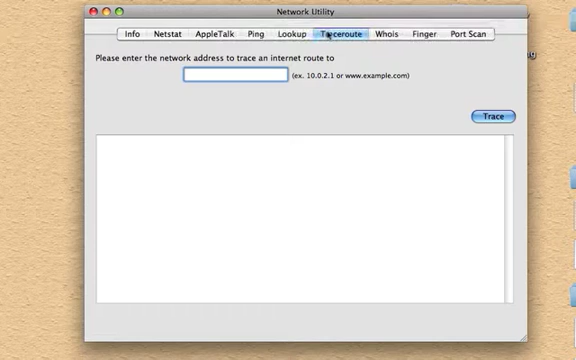 Network Utility
Info Netstat AppleTalk Ping Lookup Traceroute Whois Finger Port Scan
Please enter the network address to trace an internet route to
(ex. 10.0.2.1 or www.example.com)
Trace